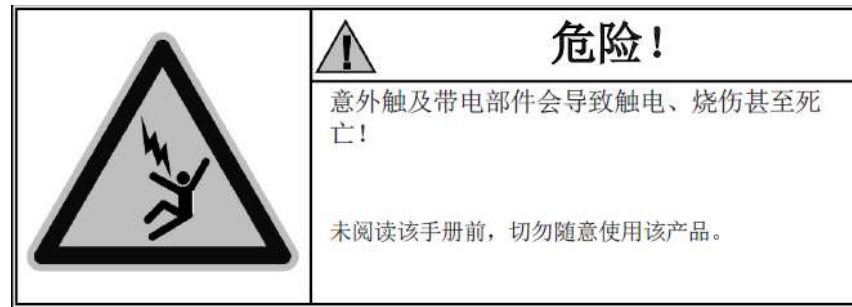 危险！
意外触及带电部件会导致触电、烧伤甚至死
亡！
未阅读该手册前，切勿随意使用该产品。